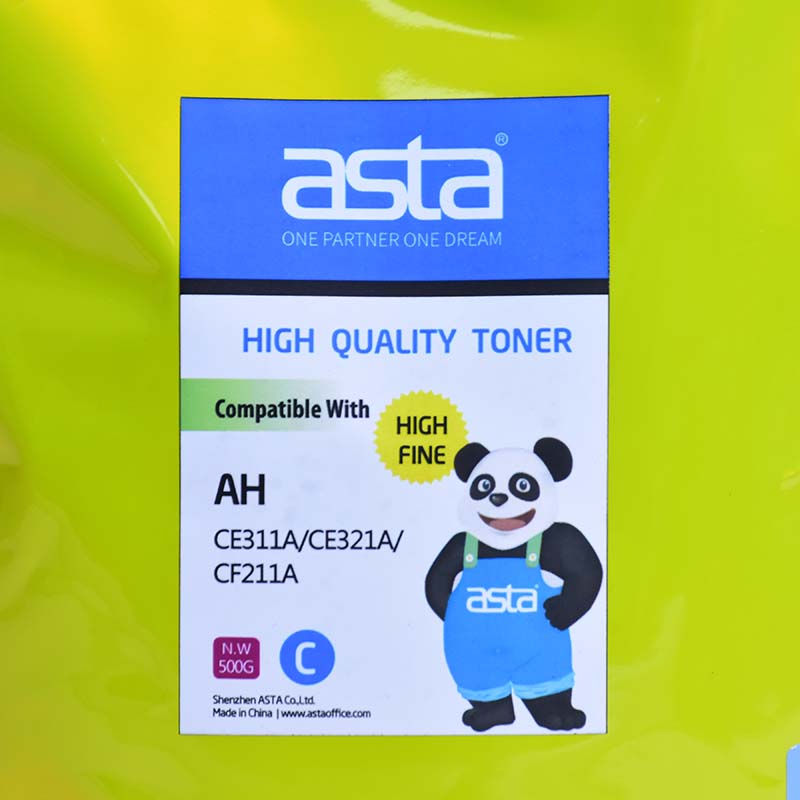 asta®
ONE PARTNER ONE DREAM
HIGH QUALITY TONER
Compatible With
HIGH
FINE
AH
CE311A/CE321A/
CF211A
asta
N.W
500G
C
Shenzhen ASTA Co.,Ltd.
Made in China | www.astaoffice.com